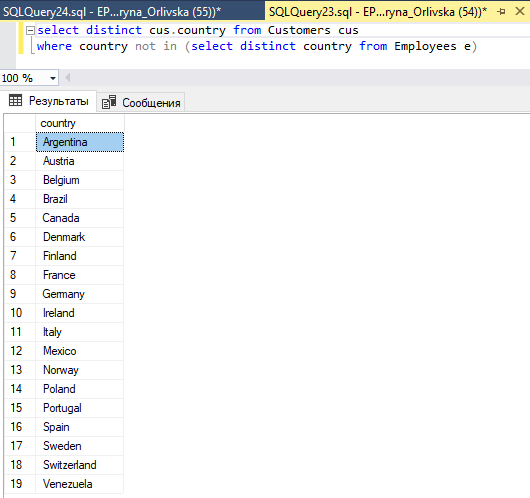 SQLQuery24.sql - EP...ryna_Orlivska (55))* SQLQuery23.sql - EP...ryna_Orlivska (54))*
select distinct cus.country from Customers cus
where country not in (select distinct country from Employees e)
100 %
Результаты Сообщения
country
1 Argentina
2 Austria
3 Belgium
4 Brazil
5 Canada
6 Denmark
7 Finland
8 France
9 Germany
10 Ireland
11 Italy
12 Mexico
13 Norway
14 Poland
15 Portugal
16 Spain
17 Sweden
18 Switzerland
19 Venezuela